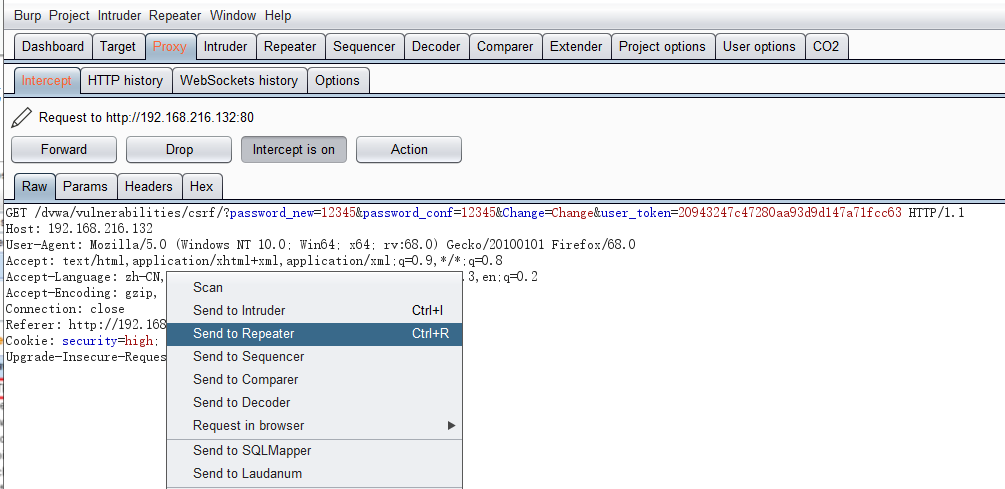 Burp Project Intruder Repeater Window Help
Dashboard Target Proxy Intruder Repeater Sequencer Decoder Comparer Extender Project options User options CO2
Intercept HTTP history WebSockets history Options
Request to http://192.168.216.132:80
Forward Drop Intercept is on Action
Raw Params Headers Hex
GET /dvwa/vulnerabilities/csrf/?password_new=12345&password_conf=12345&Change=Change&user_token=20943247c47280aa93d9d147a71fcc63 HTTP/1.1
Host: 192.168.216.132
User-Agent: Mozilla/5.0 (Windows NT 10.0; Win64; x64; rv:68.0) Gecko/20100101 Firefox/68.0
Accept: text/html,application/xhtml+xml,application/xml;q=0.9,*/*;q=0.8
Accept-Language: zh-CN, .3,en;q=0.2
Accept-Encoding: gzip,
Connection: close
Referer: http://192.168
Cookie: security=high;
Upgrade-Insecure-Reques
Scan
Send to Intruder Ctrl+I
Send to Repeater Ctrl+R
Send to Sequencer
Send to Comparer
Send to Decoder
Request in browser
Send to SQLMapper
Send to Laudanum